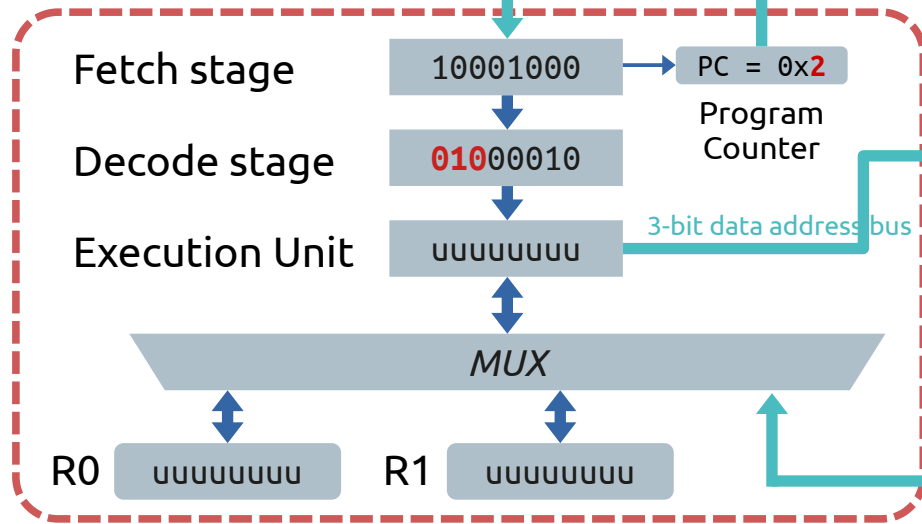 Fetch stage
10001000
PC = 0x2
Program
Counter
Decode stage
01000010
3-bit data address bus
Execution Unit
uuuuuuuu
MUX
R0
uuuuuuuu
R1
uuuuuuuu